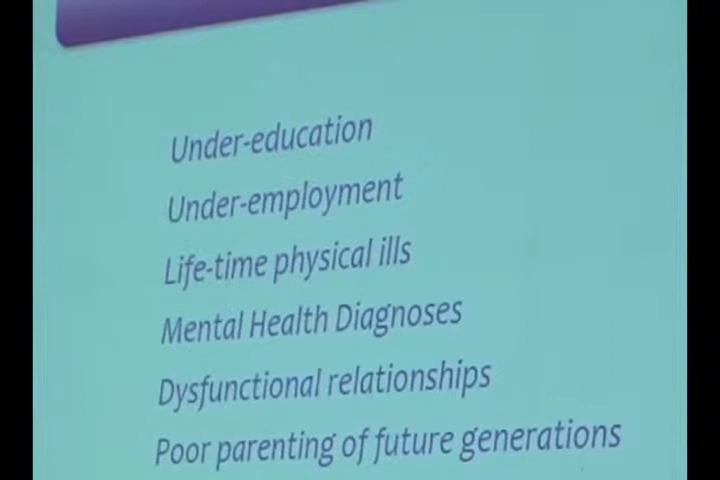 Under-education
Under-employment
Life-time physical ills
Mental Health Diagnoses
Dysfunctional relationships
Poor parenting of future generations